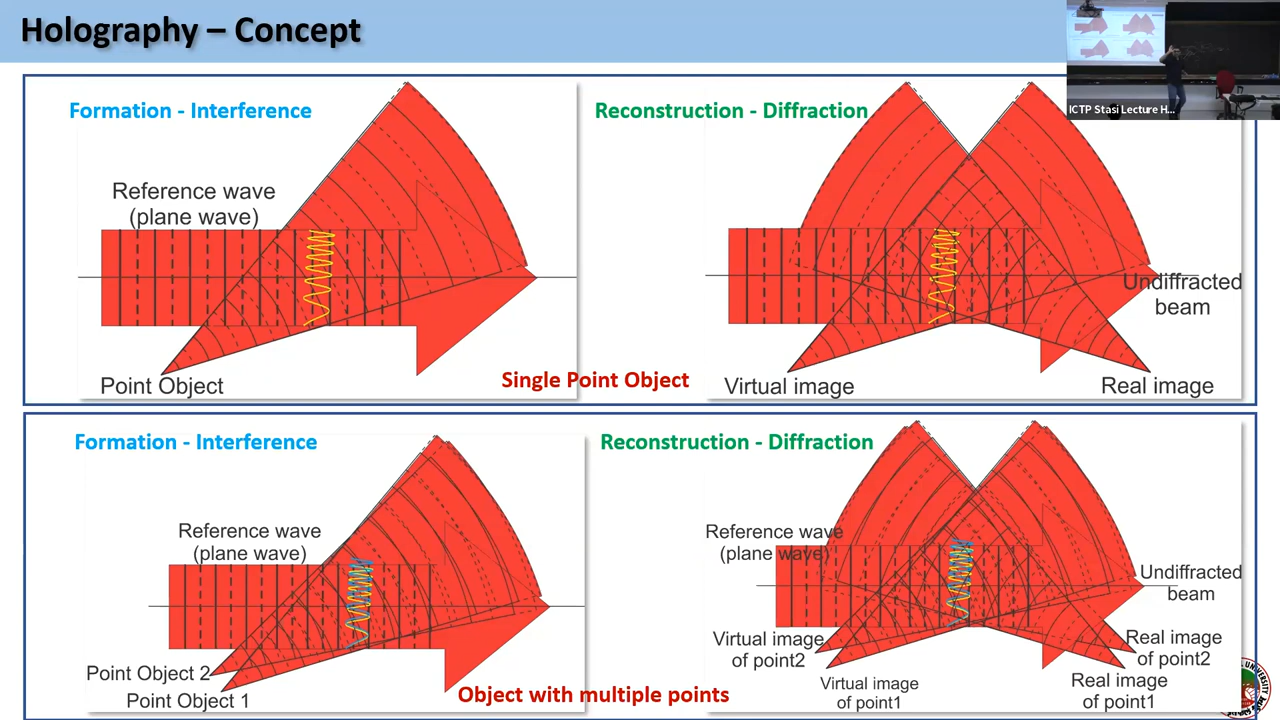 Holography – Concept
ICTP Stasi Lecture H...
Formation - Interference
Reference wave
(plane wave)
Point Object
Reconstruction - Diffraction
Undiffracted
beam
Virtual image
Real image
Single Point Object
Formation - Interference
Reference wave
(plane wave)
Point Object 2
Point Object 1
Reconstruction - Diffraction
Reference wave
(plane wave)
Undiffracted
beam
Virtual image
of point2
Virtual image
of point1
Real image
of point2
Real image
of point1
Object with multiple points